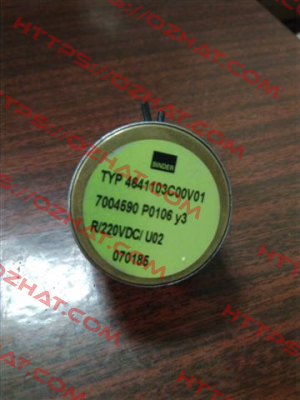 BINDER
TYP 4641103C00V01
7004590 P0106 y3
R/220VDC/ U02
070185
HTTPS://OZHAT.COM
HTTPS://OZHAT.COM
HTTPS://OZHAT.COM